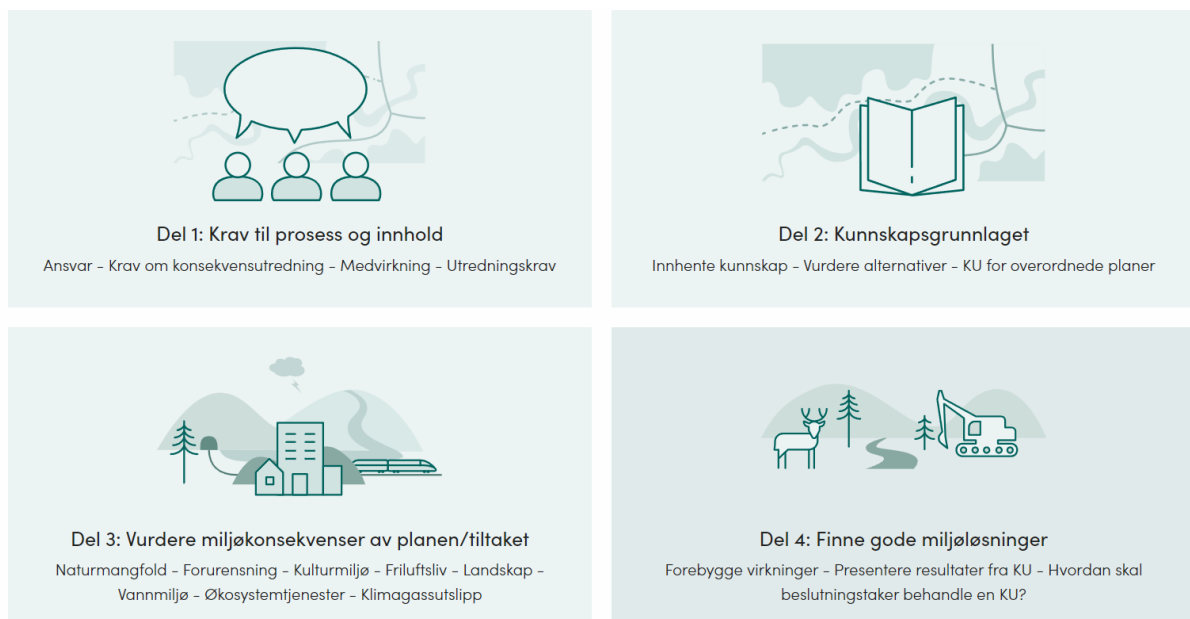 Del 1: Krav til prosess og innhold
Ansvar - Krav om konsekvensutredning - Medvirkning - Utredningskrav
Del 2: Kunnskapsgrunnlaget
Innhente kunnskap - Vurdere alternativer - KU for overordnede planer
Del 3: Vurdere miljøkonsekvenser av planen/tiltaket
Naturmangfold - Forurensning - Kulturmiljø - Friluftsliv - Landskap -
Vannmiljø - Økosystemtjenester - Klimagassutslipp
Del 4: Finne gode miljøløsninger
Forebygge virkninger - Presentere resultater fra KU - Hvordan skal
beslutningstaker behandle en KU?